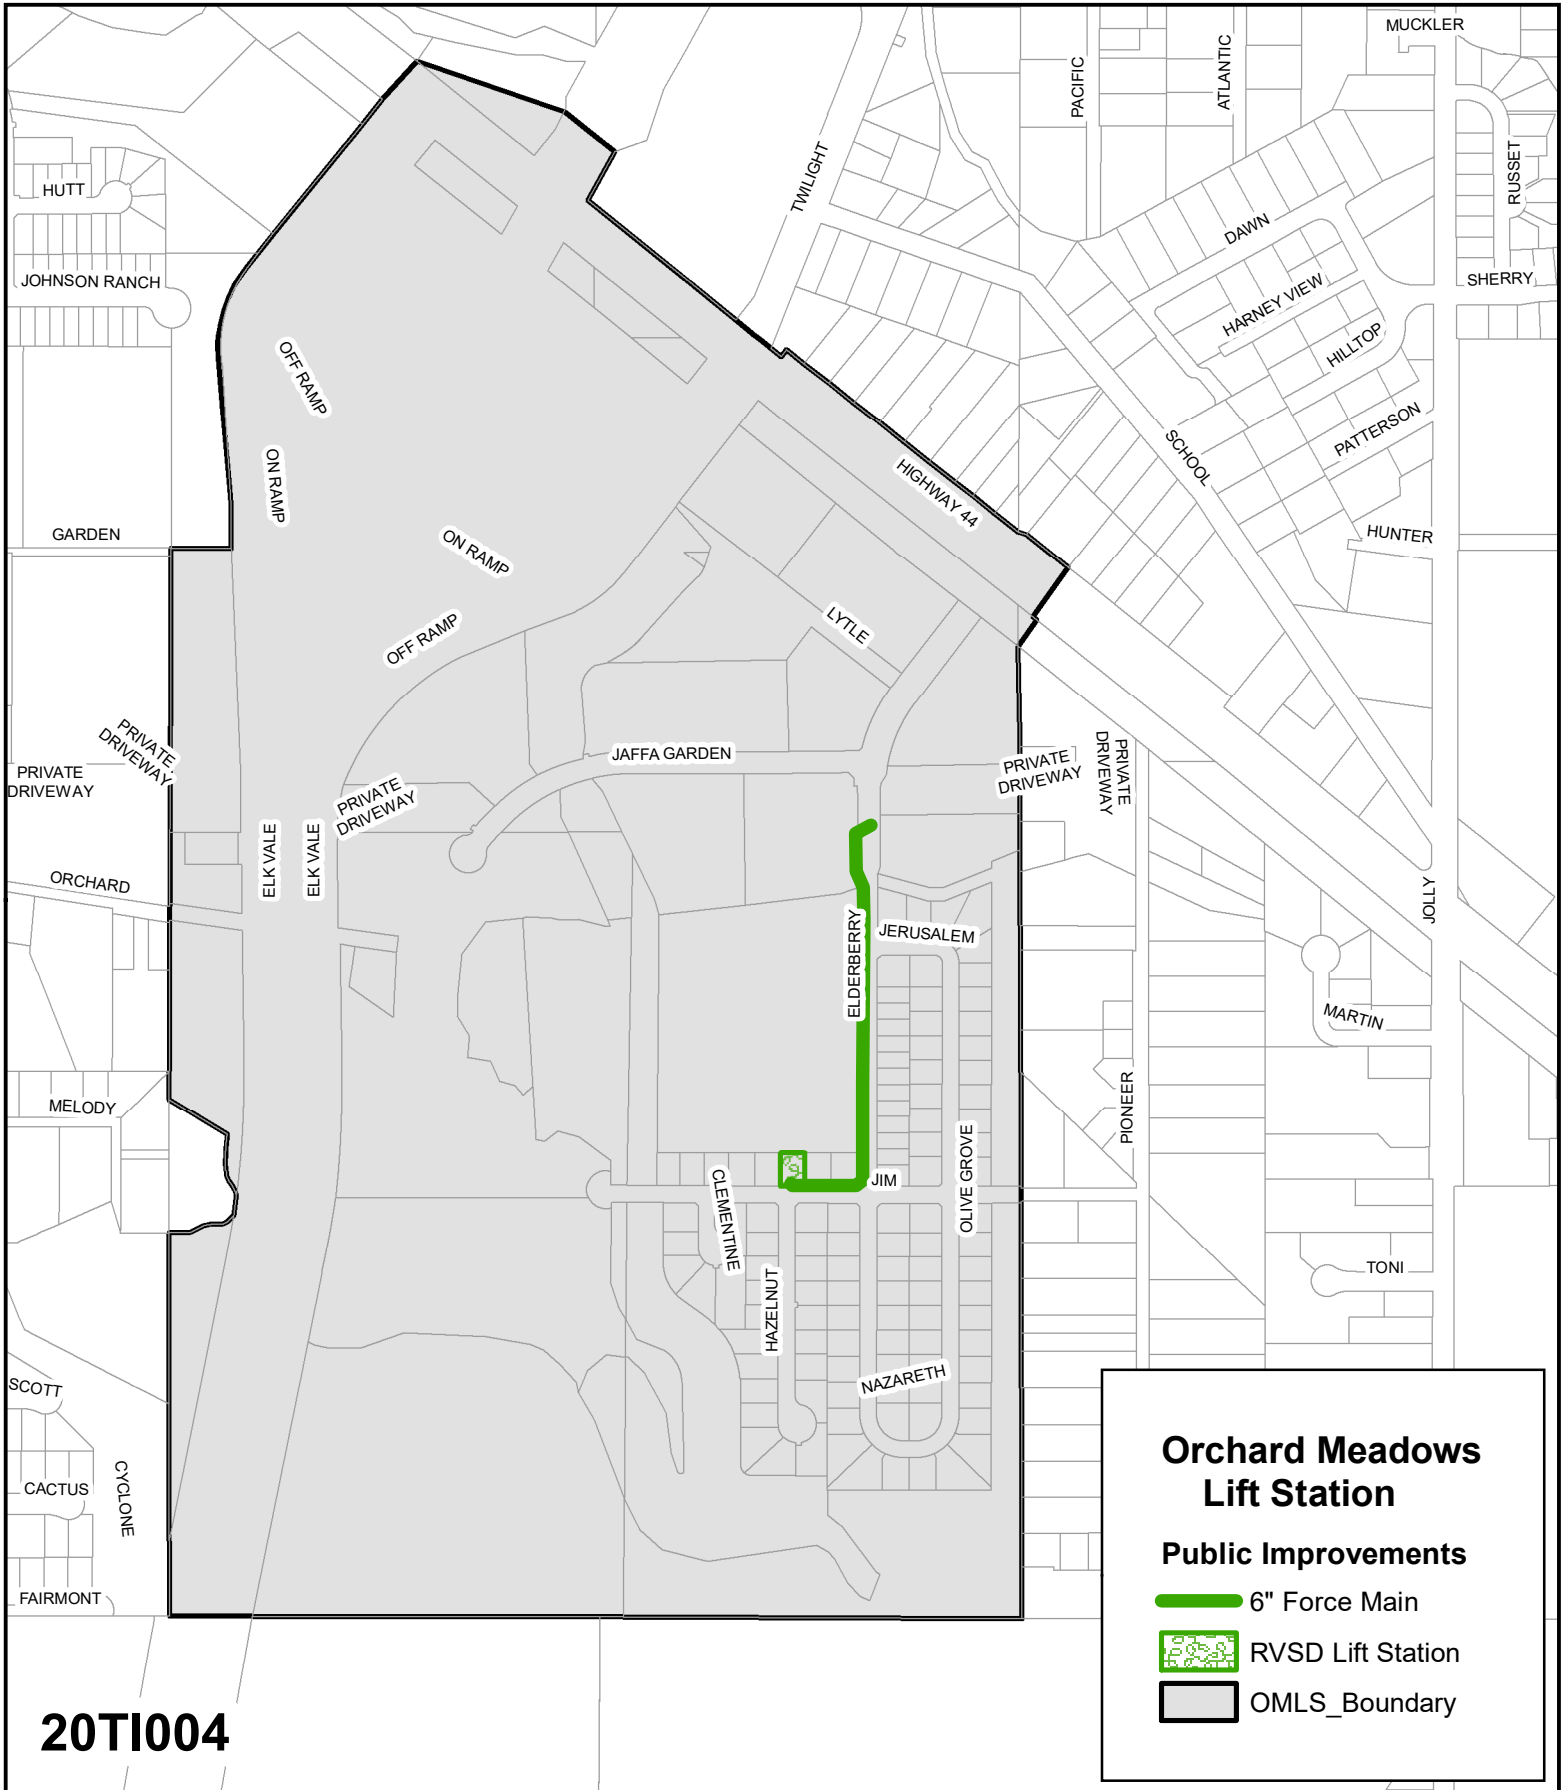 MUCKLER
PACIFIC
ATLANTIC
RUSSET
TWILIGHT
HUTT
DAWN
JOHNSON RANCH
SHERRY
HARNEY VIEW
HILLTOP
OFF RAMP
PATTERSON
SCHOOL
ON RAMP
HIGHWAY 44
GARDEN
HUNTER
ON RAMP
LYTLE
OFF RAMP
PRIVATE
DRIVEWAY
PRIVATE
DRIVEWAY
JAFFA GARDEN
PRIVATE
DRIVEWAY
PRIVATE
DRIVEWAY
PRIVATE
DRIVEWAY
ELK VALE
ELK VALE
ORCHARD
JOLLY
ELDERBERRY
JERUSALEM
MARTIN
MELODY
PIONEER
OLIVE GROVE
JIM
CLEMENTINE
TONI
HAZELNUT
NAZARETH
SCOTT
CACTUS
CYCLONE
FAIRMONT
Orchard Meadows
Lift Station
Public Improvements
6" Force Main
RVSD Lift Station
OMLS_Boundary
20TI004